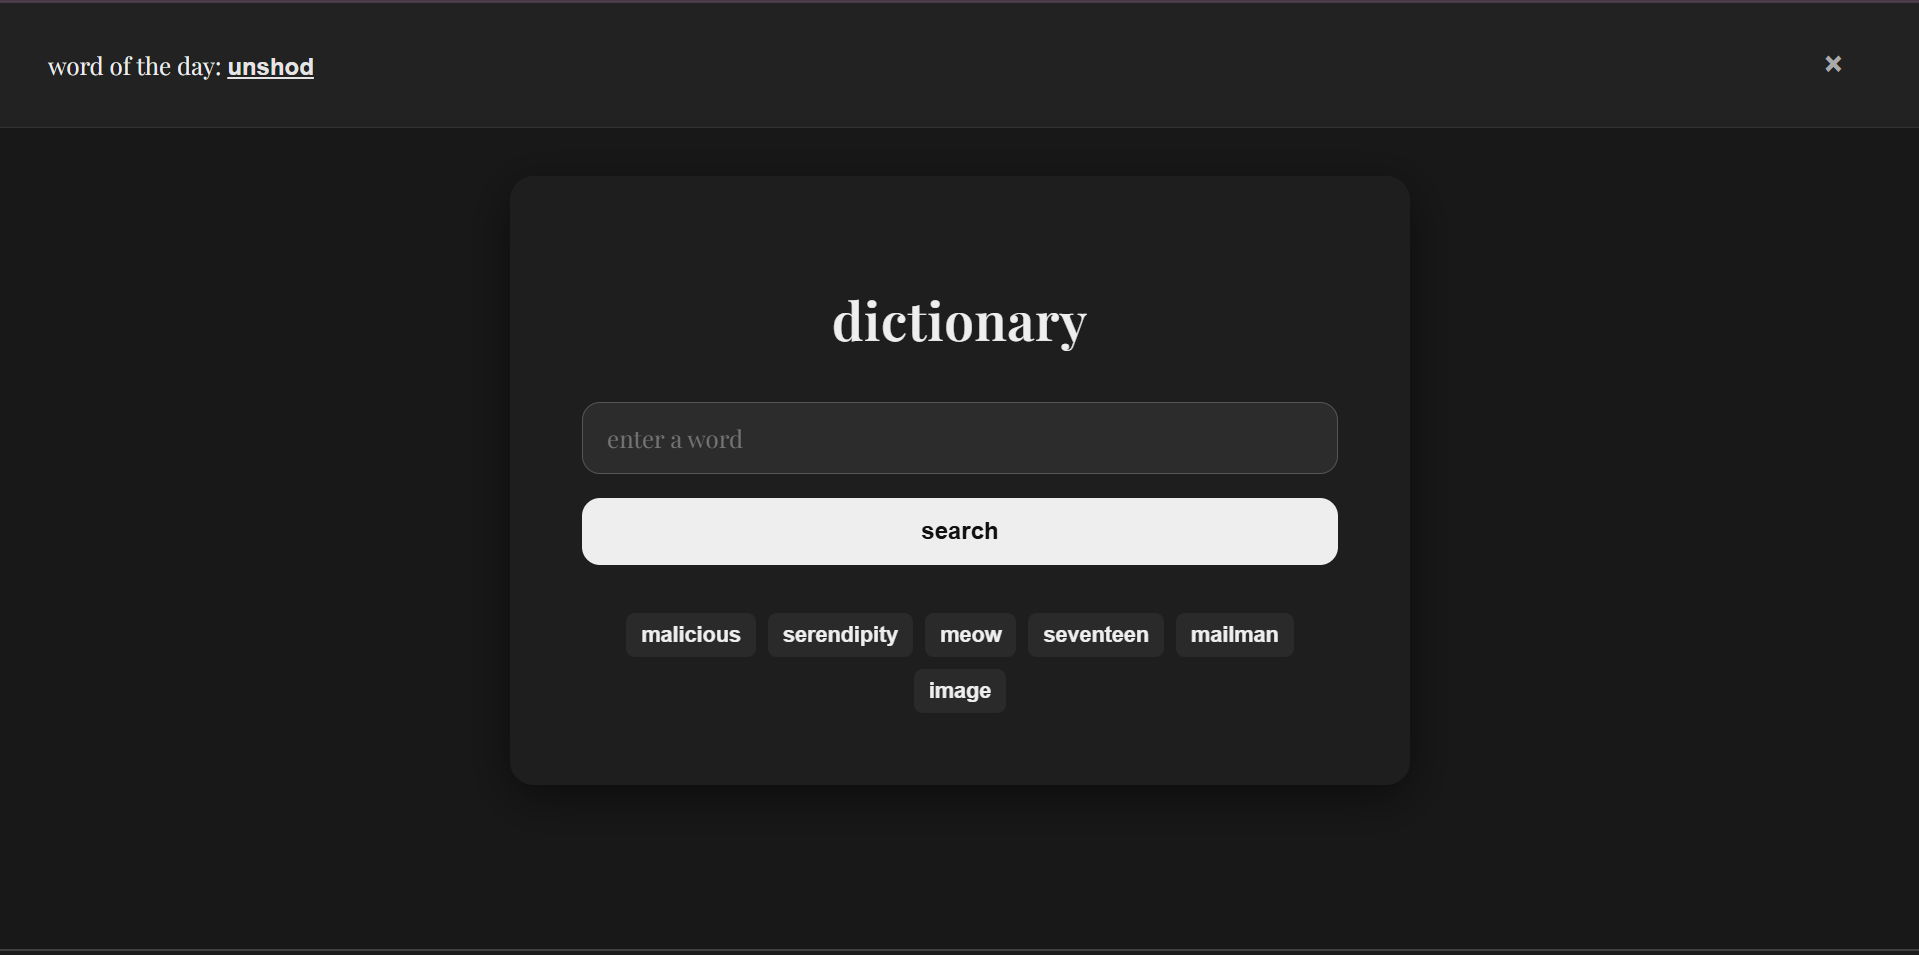 word of the day: unshod
×
dictionary
enter a word
search
malicious serendipity meow seventeen mailman
image